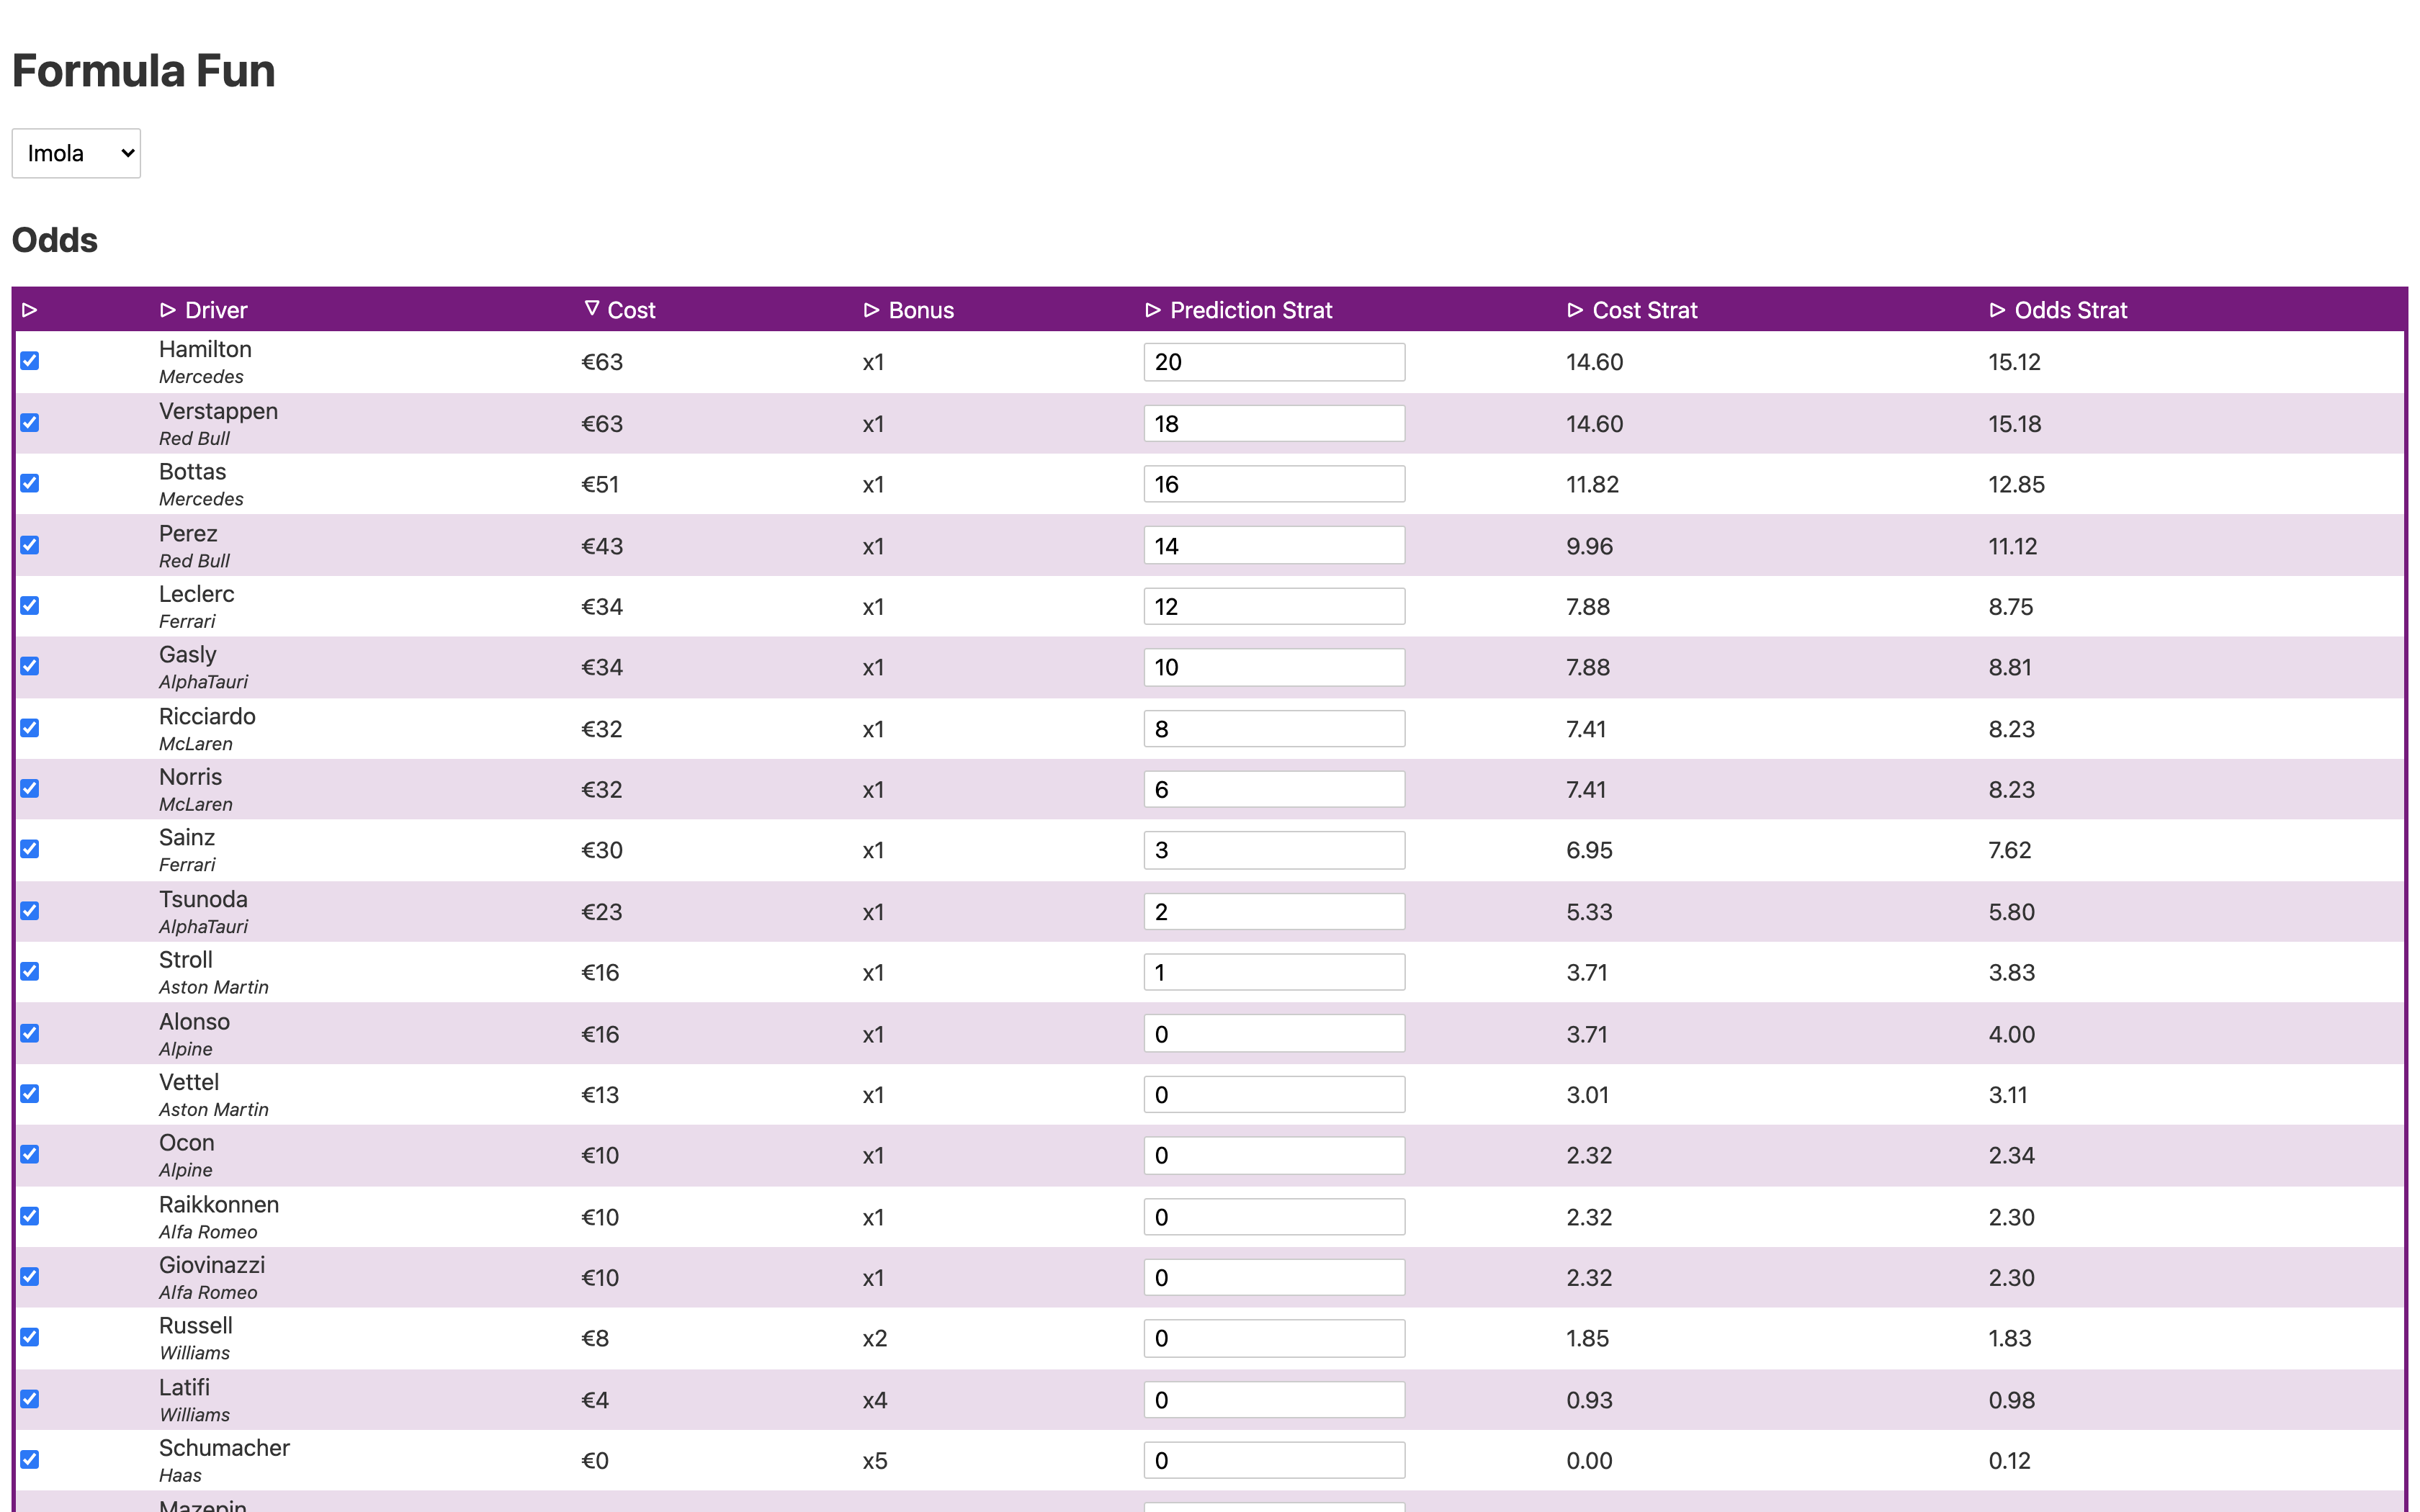 Formula Fun
Imola
Odds
Driver Cost Bonus Prediction Strat Cost Strat Odds Strat
Hamilton
Mercedes
€63 x1 20 14.60 15.12
Verstappen
Red Bull
€63 x1 18 14.60 15.18
Bottas
Mercedes
€51 x1 16 11.82 12.85
Perez
Red Bull
€43 x1 14 9.96 11.12
Leclerc
Ferrari
€34 x1 12 7.88 8.75
Gasly
AlphaTauri
€34 x1 10 7.88 8.81
Ricciardo
McLaren
€32 x1 8 7.41 8.23
Norris
McLaren
€32 x1 6 7.41 8.23
Sainz
Ferrari
€30 x1 3 6.95 7.62
Tsunoda
AlphaTauri
€23 x1 2 5.33 5.80
Stroll
Aston Martin
€16 x1 1 3.71 3.83
Alonso
Alpine
€16 x1 0 3.71 4.00
Vettel
Aston Martin
€13 x1 0 3.01 3.11
Ocon
Alpine
€10 x1 0 2.32 2.34
Raikkonnen
Alfa Romeo
€10 x1 0 2.32 2.30
Giovinazzi
Alfa Romeo
€10 x1 0 2.32 2.30
Russell
Williams
€8 x2 0 1.85 1.83
Latifi
Williams
€4 x4 0 0.93 0.98
Schumacher
Haas
€0 x5 0 0.00 0.12
Mazepin